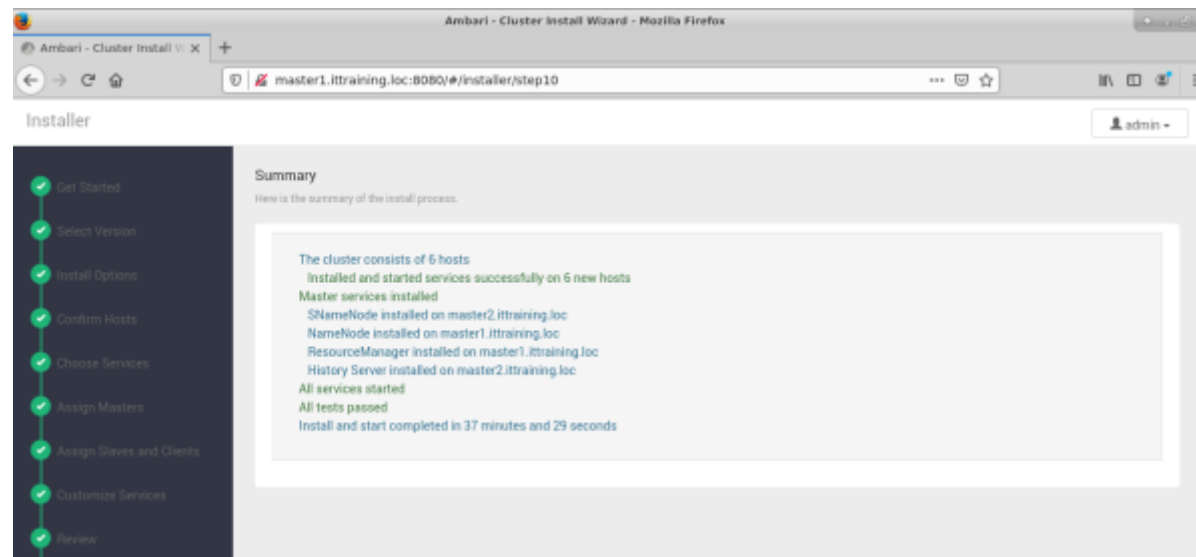 Ambari - Cluster Install Wizard - Mozilla Firefox
Ambari - Cluster Install
master1.ittraining.loc:8080/#/installer/step10
Installer
admin
Get Started
Select Version
Install Options
Confirm Hosts
Choose Services
Assign Masters
Assign Slaves and Clients
Customize Services
Review
Summary
Here is the summary of the install process.
The cluster consists of 6 hosts
Installed and started services successfully on 6 new hosts
Master services installed
SNameNode installed on master2.ittraining.loc
NameNode installed on master1.ittraining.loc
ResourceManager installed on master1.ittraining.loc
History Server installed on master2.ittraining.loc
All services started
All tests passed
Install and start completed in 37 minutes and 29 seconds